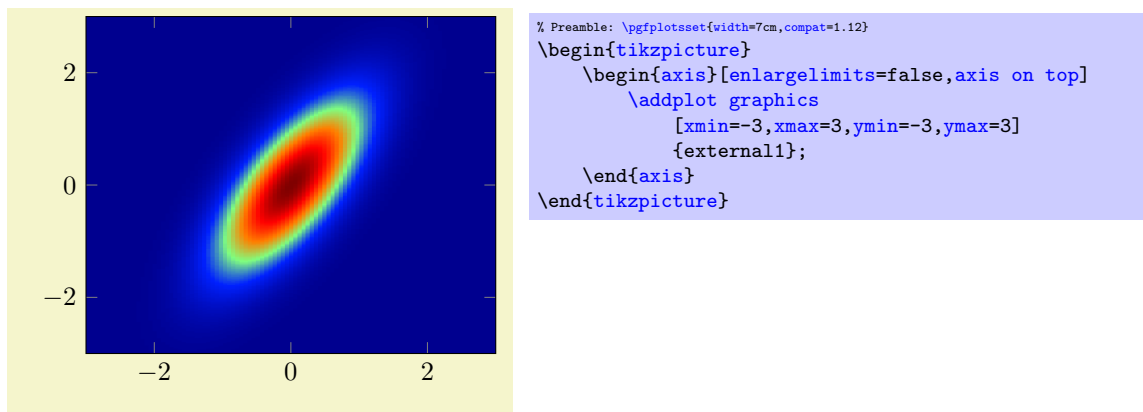 2
0
−2
−2 0 2
% Preamble: \pgfplotsset{width=7cm,compat=1.12}
\begin{tikzpicture}
    \begin{axis}[enlargelimits=false,axis on top]
        \addplot graphics
            [xmin=-3,xmax=3,ymin=-3,ymax=3]
            {external1};
    \end{axis}
\end{tikzpicture}